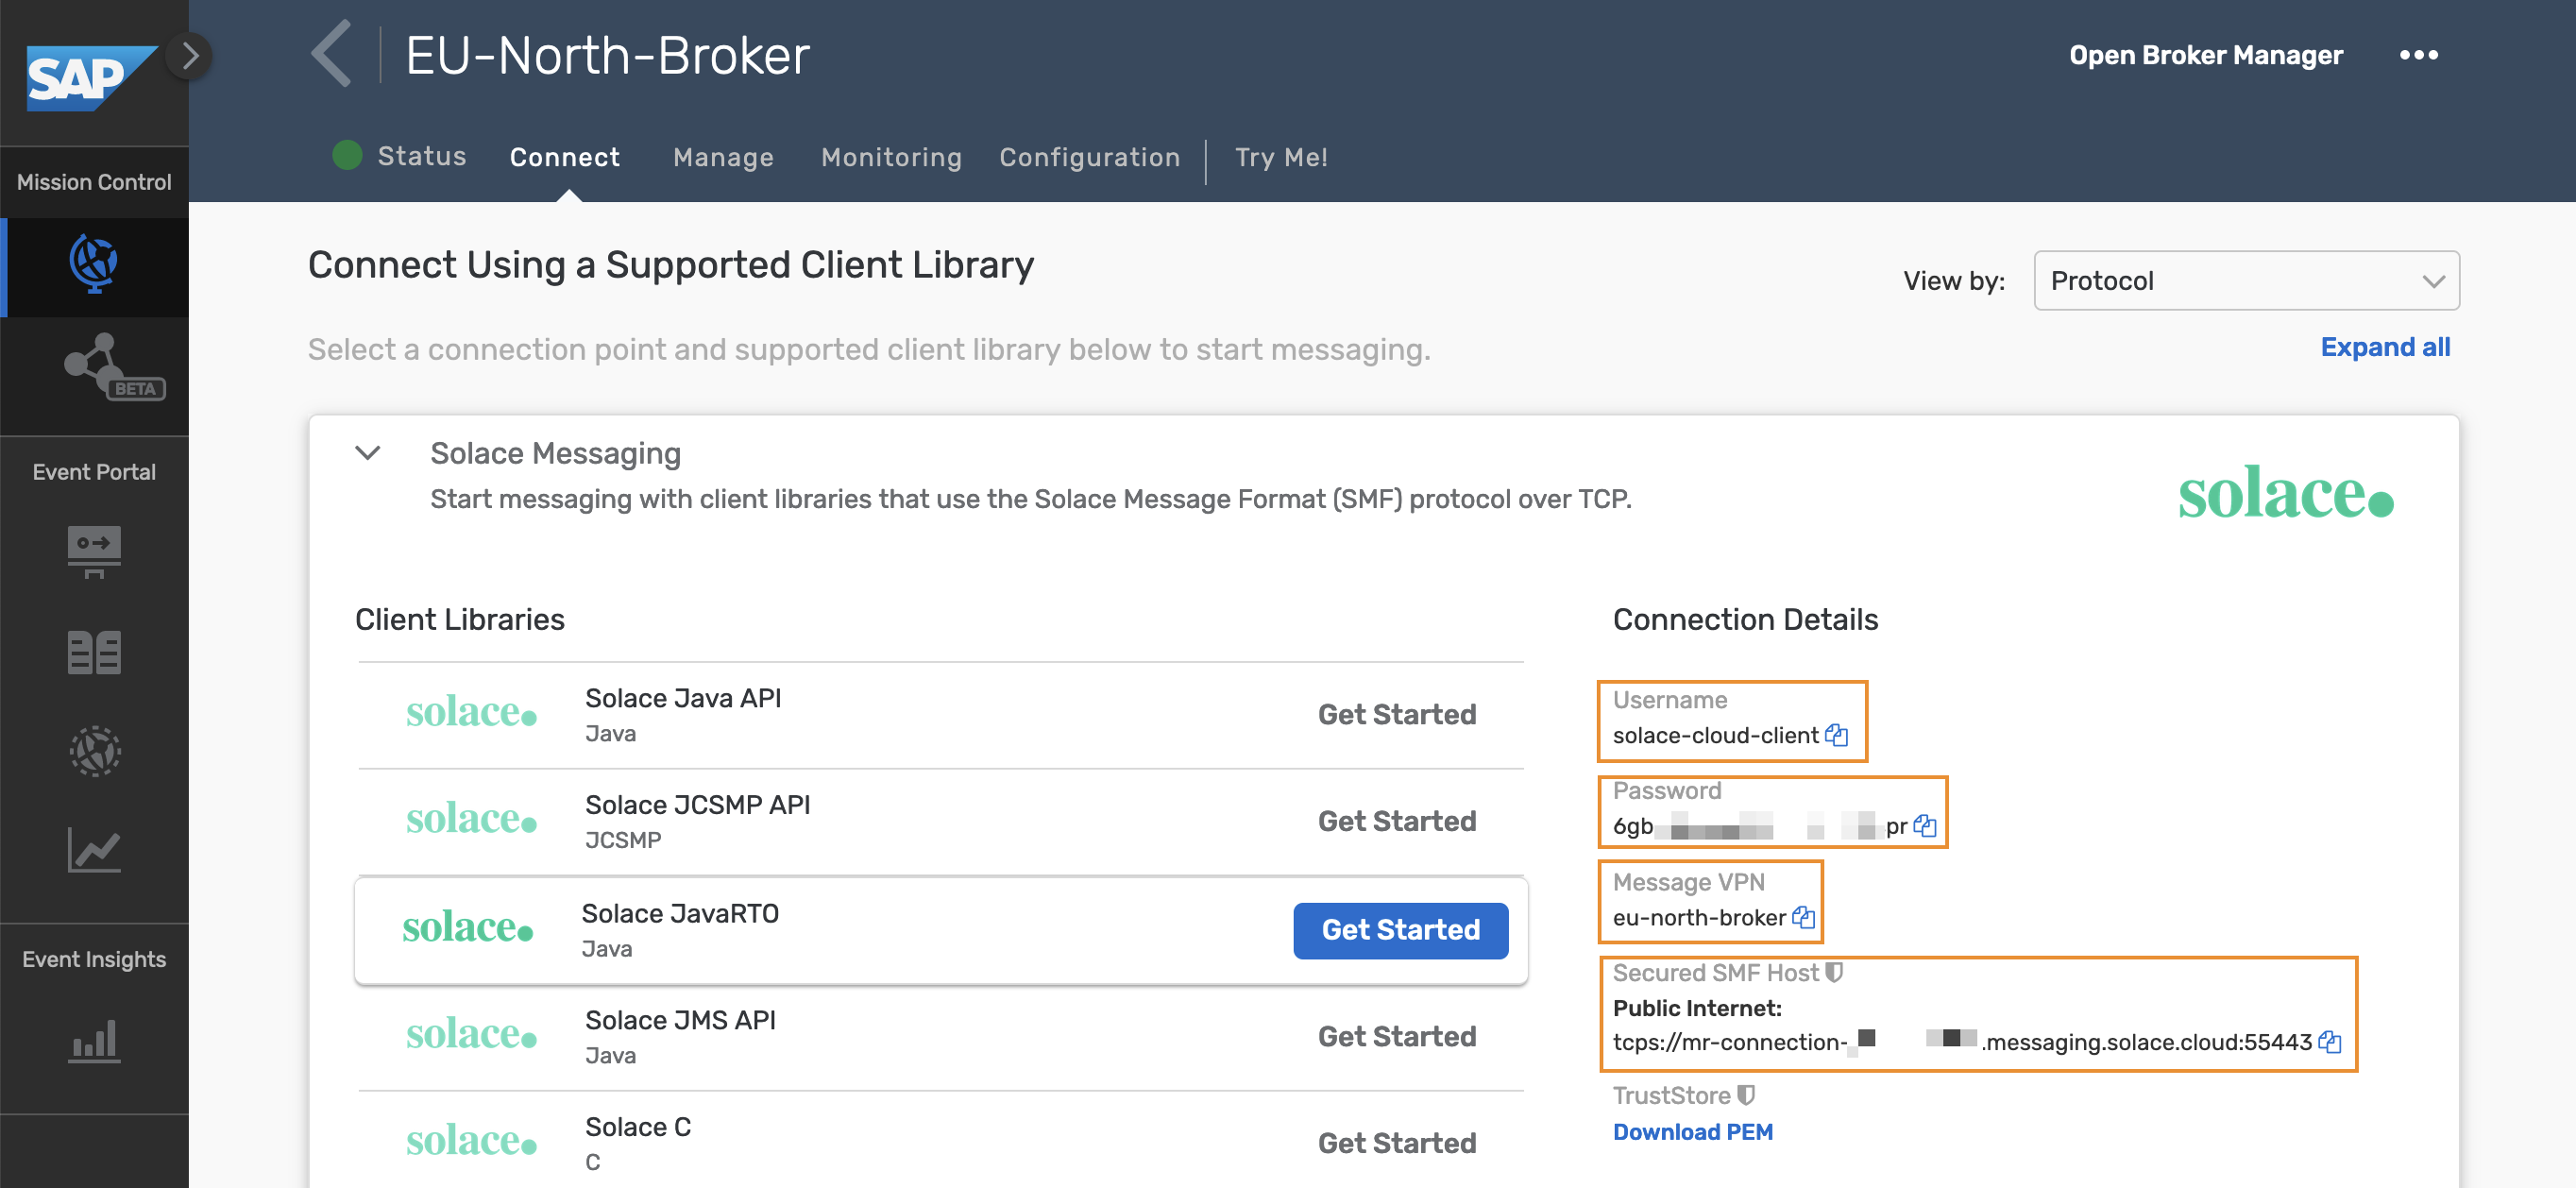 SAP
EU-North-Broker
Open Broker Manager
Status
Connect
Manage
Monitoring
Configuration
Try Me!
Mission Control
BETA
Event Portal
Event Insights
Connect Using a Supported Client Library
View by:
Protocol
Select a connection point and supported client library below to start messaging.
Expand all
Solace Messaging
Start messaging with client libraries that use the Solace Message Format (SMF) protocol over TCP.
solace.
Client Libraries
solace.
Solace Java API
Java
Get Started
solace.
Solace JCSMP API
JCSMP
Get Started
solace.
Solace JavaRTO
Java
Get Started
solace.
Solace JMS API
Java
Get Started
solace.
Solace C
C
Get Started
Connection Details
Username
solace-cloud-client
Password
6gb pr
Message VPN
eu-north-broker
Secured SMF Host
Public Internet:
tcps://mr-connection- .messaging.solace.cloud:55443
TrustStore
Download PEM